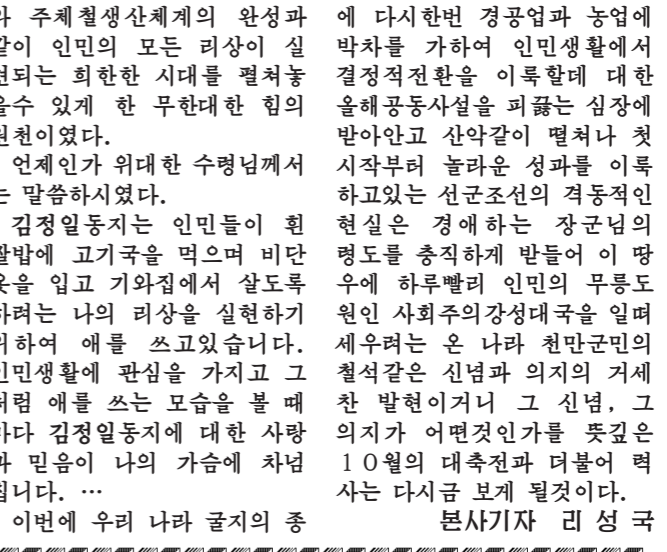 주체철생산체계의 완성과
인민의 모든 리상이 실
희한한 시대를 펼쳐놓
있게 한 무한대한 힘의
원천이였다.
언제인가 위대한 수령님께서
는 말씀하시였다.
김정일동지는 인민들이 흰
쌀밥에 고기국을 먹으며 비단
옷을 입고 기와집에서 살도록
하려는 나의 리상을 실현하기
위하여 애를 쓰고있습니다.
인민생활에 관심을 가지고 그
처럼 애를 쓰는 모습을 볼 때
마다 김정일동지에 대한 사랑
과 믿음이 나의 가슴에 차넘
칩니다. …
이번에 우리 나라 굴지의 종
에 다시한번 경공업과 농업에
박차를 가하여 인민생활에서
결정적전환을 이룩할데 대한
올해공동사설을 피끓는 심장에
받아안고 산악같이 떨쳐나 첫
시작부터 놀라운 성과를 이룩
하고있는 선군조선의 격동적인
현실은 경애하는 장군님의
령도를 충직하게 받들어 이 땅
우에 하루빨리 인민의 무릉도
원인 사회주의강성대국을 일떠
세우려는 온 나라 천만군민의
철석같은 신념과 의지의 거세
찬 발현이거니 그 신념, 그
의지가 어떤것인가를 뜻깊은
10월의 대축전과 더불어 력
사는 다시금 보게 될것이다.
본사기자 리 성 국